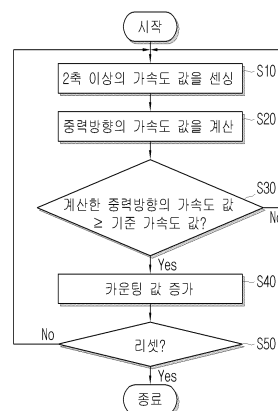 시작
2축 이상의 가속도 값을 센싱
S10
중력방향의 가속도 값을 계산
S20
S30
계산한 중력방향의 가속도 값
≥ 기준 가속도 값?
No
Yes
S40
카운팅 값 증가
No
리셋?
S50
Yes
종료